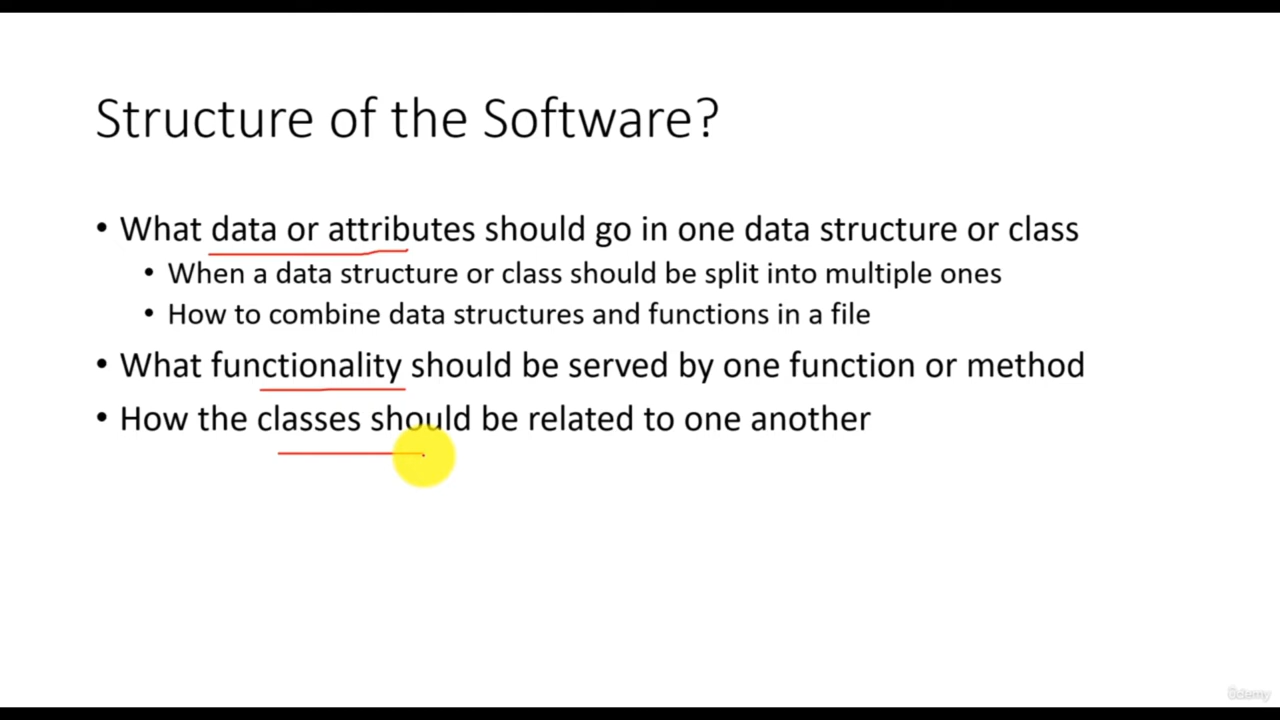 Structure of the Software?
• What data or attributes should go in one data structure or class
• When a data structure or class should be split into multiple ones
• How to combine data structures and functions in a file
• What functionality should be served by one function or method
• How the classes should be related to one another
Udemy